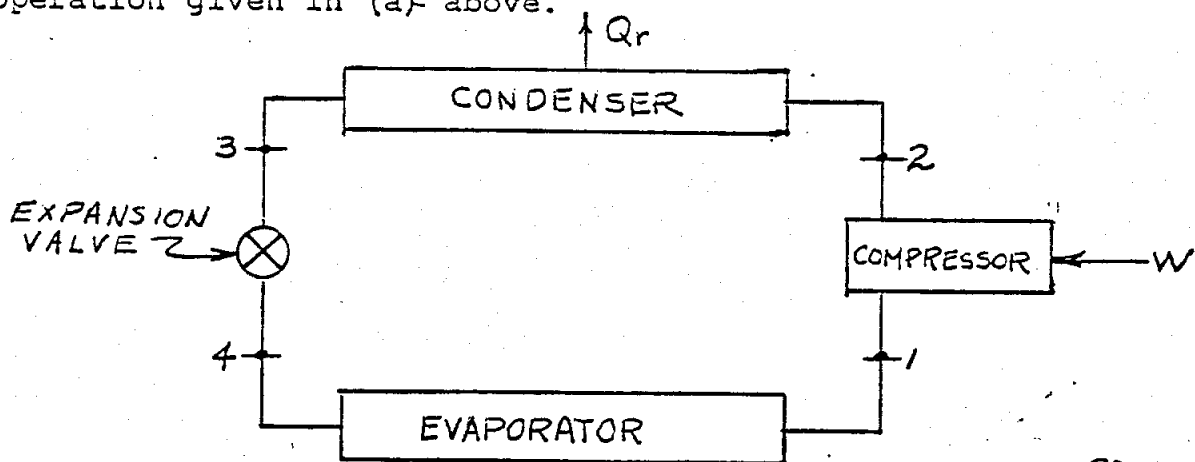 operation given in (a) above.
Qr
CONDENSER
3
2
EXPANSION
VALVE
COMPRESSOR
W
4
1
EVAPORATOR